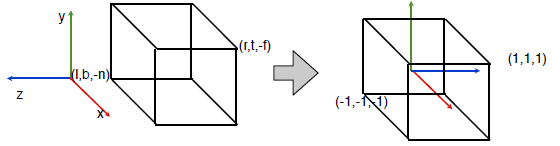 y
(l,b,-n)
(r,t,-f)
z
x
(1,1,1)
(-1,-1,-1)